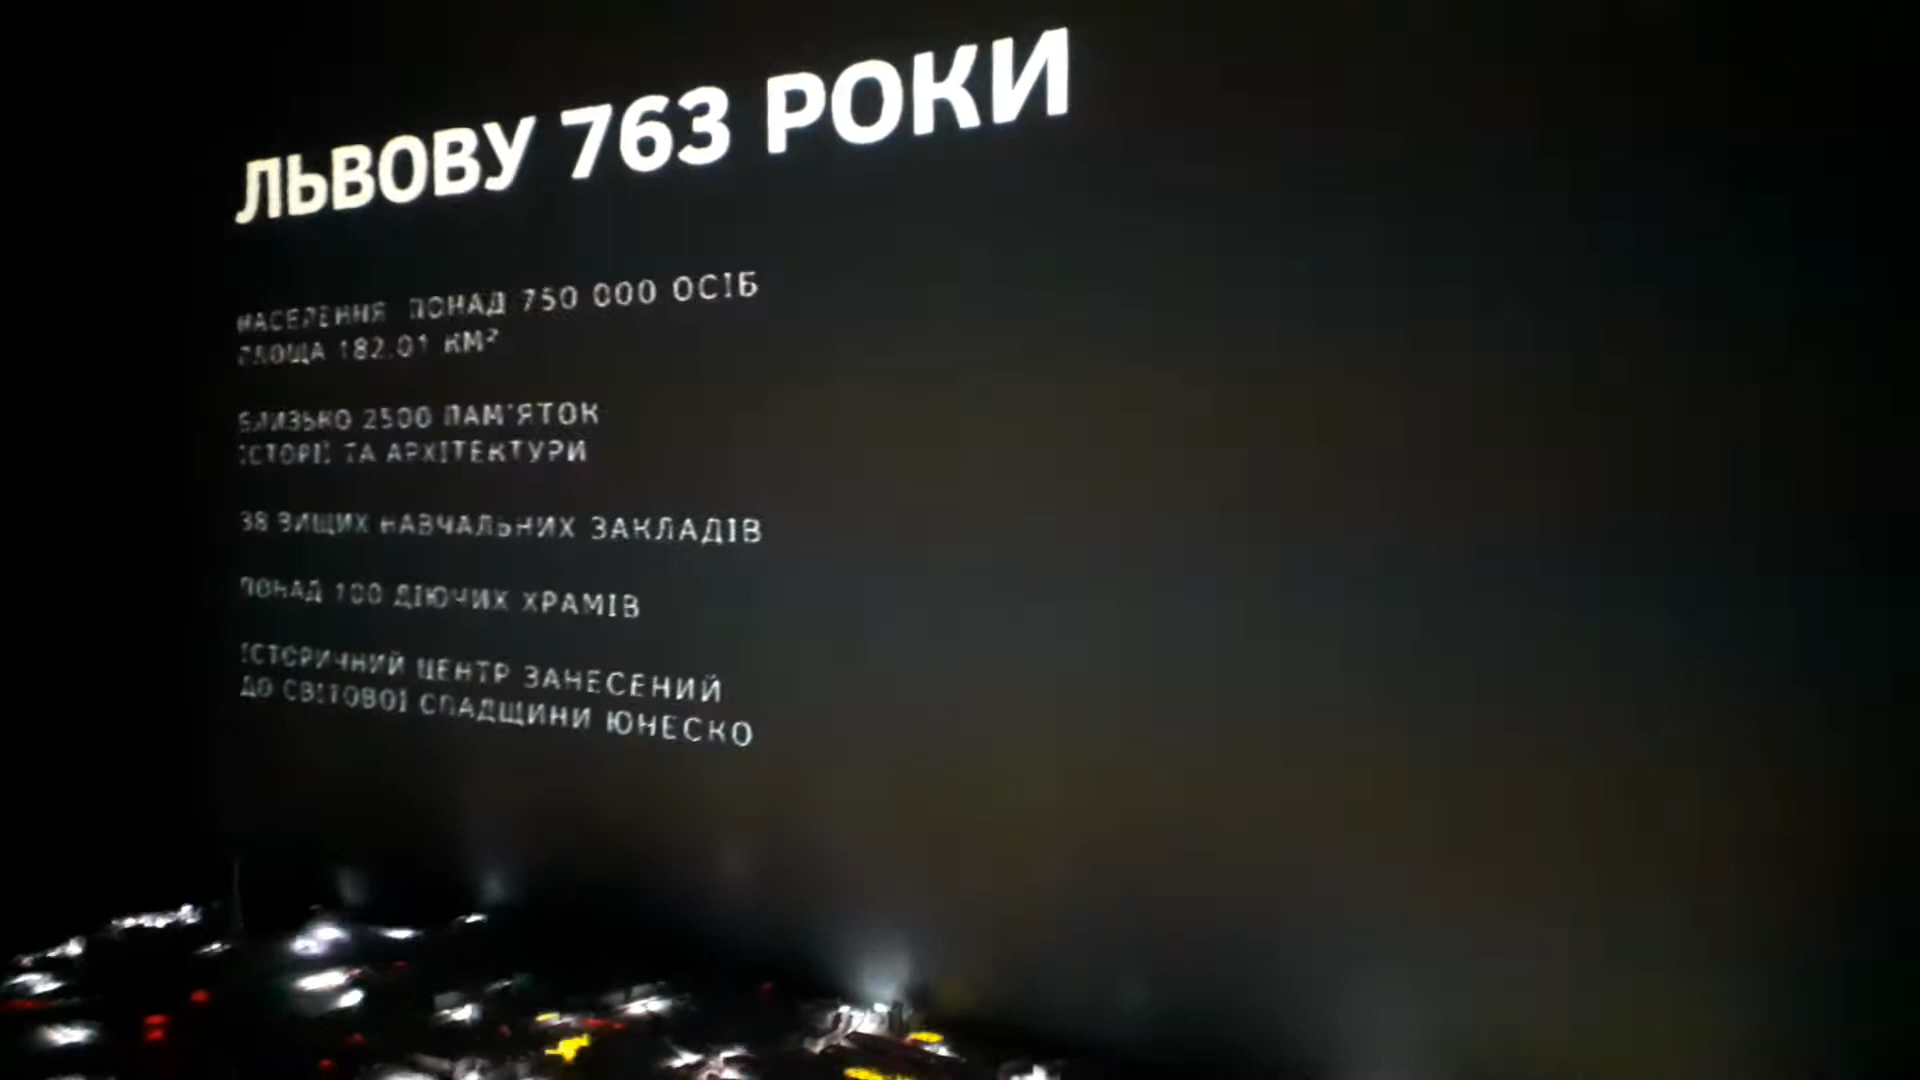 ЛЬВОВУ 763 РОКИ
НАСЕЛЕННЯ ПОНАД 750 000 ОСІБ
ПЛОЩА 182.01 КМ²
БЛИЗЬКО 2500 ПАМ'ЯТОК
ІСТОРІЇ ТА АРХІТЕКТУРИ
38 ВИЩИХ НАВЧАЛЬНИХ ЗАКЛАДІВ
ПОНАД 100 ДІЮЧИХ ХРАМІВ
ІСТОРИЧНИЙ ЦЕНТР ЗАНЕСЕНИЙ
ДО СВІТОВОЇ СПАДЩИНИ ЮНЕСКО